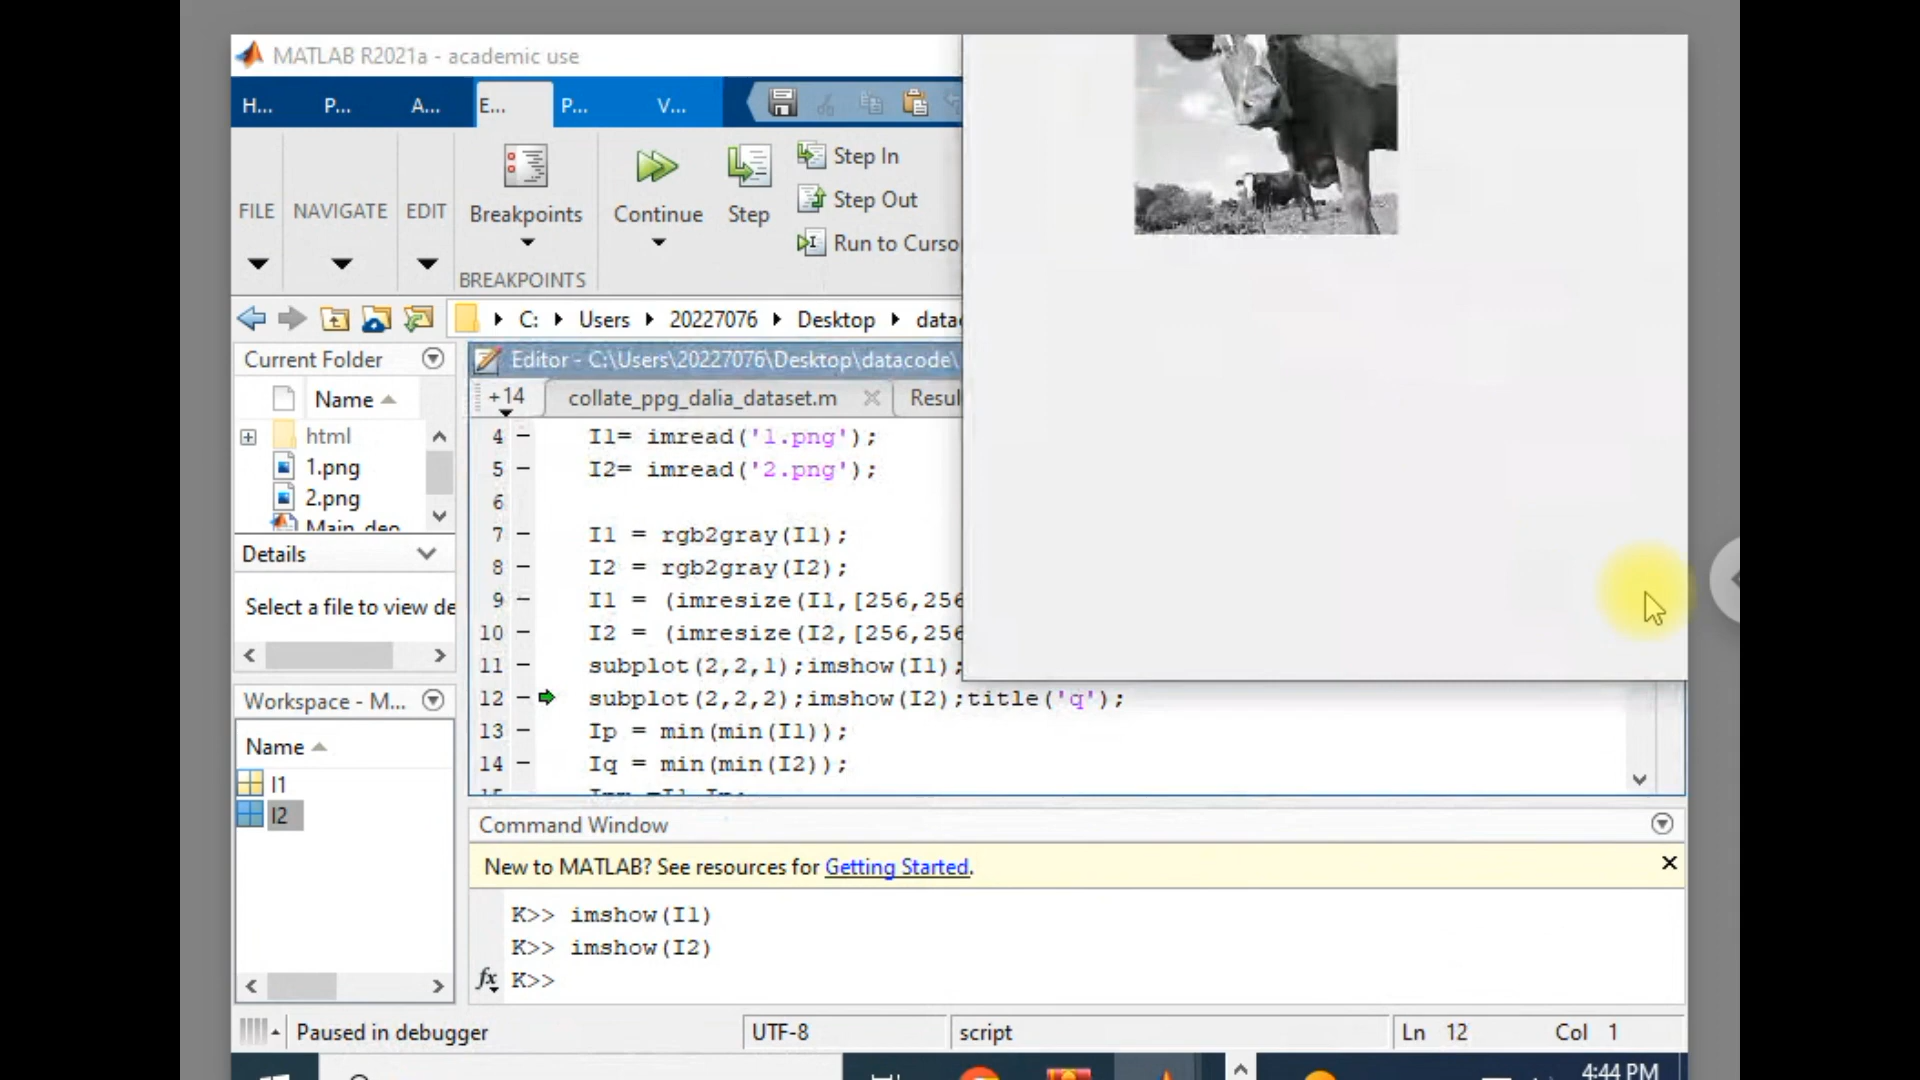 MATLAB R2021a - academic use
H... P... A... E... P... V...
Step In
Step Out
Run to Curso
FILE NAVIGATE EDIT Breakpoints Continue Step
BREAKPOINTS
C: Users 20227076 Desktop data
Current Folder
Name
html
1.png
2.png
Details
Select a file to view de
Workspace - M...
Name
I1
I2
Editor - C:\Users\20227076\Desktop\datacode\
+14 collate_ppg_dalia_dataset.m Resul
4 - I1= imread('1.png');
5 - I2= imread('2.png');
6
7 - I1 = rgb2gray(I1);
8 - I2 = rgb2gray(I2);
9 - I1 = (imresize(I1,[256,256
10 - I2 = (imresize(I2,[256,256
11 - subplot(2,2,1);imshow(I1);
12 - subplot(2,2,2);imshow(I2);title('q');
13 - Ip = min(min(I1));
14 - Iq = min(min(I2));
Command Window
New to MATLAB? See resources for Getting Started.
K>> imshow(I1)
K>> imshow(I2)
fx K>>
Paused in debugger UTF-8 script Ln 12 Col 1
4:44 PM